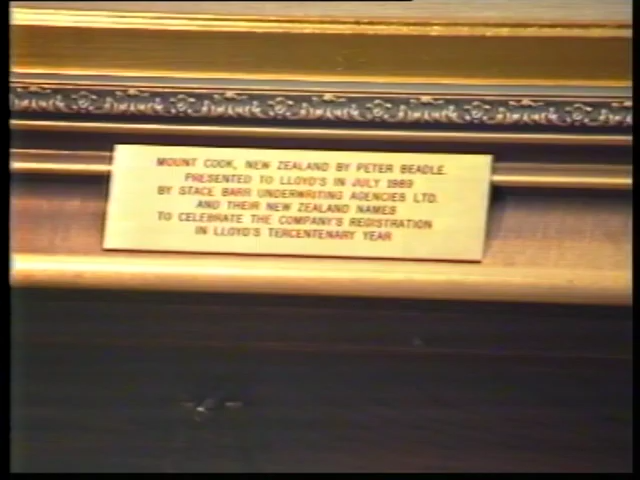 MOUNT COOK, NEW ZEALAND BY PETER BEADLE.
PRESENTED TO LLOYD'S IN JULY 1989
BY STACE BARR UNDERWRITING AGENCIES LTD.
AND THEIR NEW ZEALAND NAMES
TO CELEBRATE THE COMPANY'S REGISTRATION
IN LLOYD'S TERCENTENARY YEAR